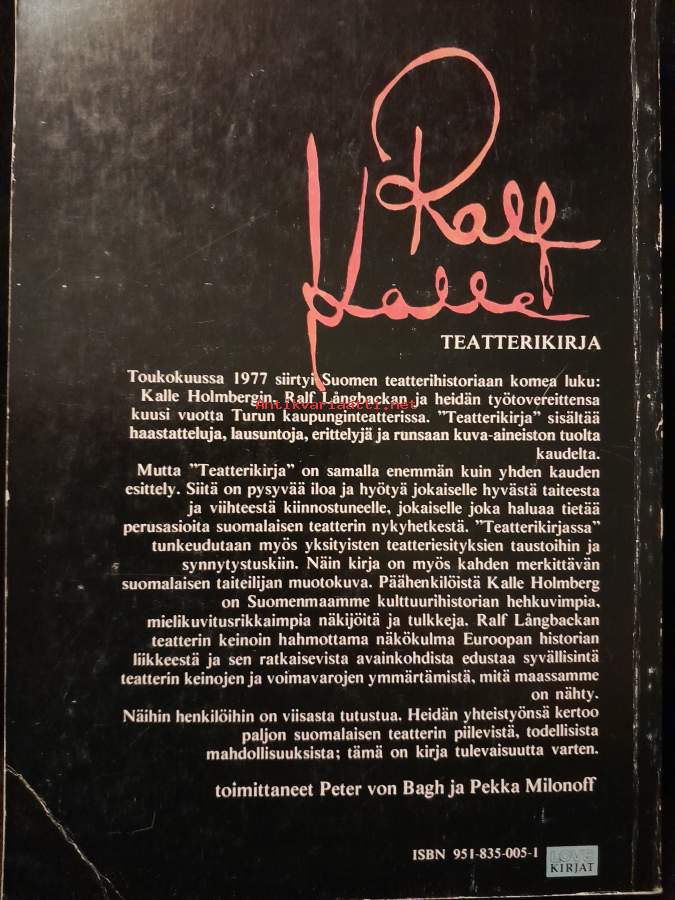 Ralf
Kalle
TEATTERIKIRJA
Toukokuussa 1977 siirtyi Suomen teatterihistoriaan komea luku:
Kalle Holmbergin, Ralf Långbackan ja heidän työtovereittensa
Antikvariaatti.net
kuusi vuotta Turun kaupunginteatterissa. ”Teatterikirja” sisältää
haastatteluja, lausuntoja, erittelyjä ja runsaan kuva-aineiston tuolta
kaudelta.
Mutta ”Teatterikirja” on samalla enemmän kuin yhden kauden
esittely. Siitä on pysyvää iloa ja hyötyä jokaiselle hyvästä taiteesta
ja viihteestä kiinnostuneelle, jokaiselle joka haluaa tietää
perusasioita suomalaisen teatterin nykyhetkestä. ”Teatterikirjassa”
tunkeudutaan myös yksityisten teatteriesityksien taustoihin ja
synnytystuskiin. Näin kirja on myös kahden merkittävän
suomalaisen taiteilijan muotokuva. Päähenkilöistä Kalle Holmberg
on Suomenmaamme kulttuurihistorian hehkuvimpia,
mielikuvitusrikkaimpia näkijöitä ja tulkkeja. Ralf Långbackan
teatterin keinoin hahmottama näkökulma Euroopan historian
liikkeestä ja sen ratkaisevista avainkohdista edustaa syvällisintä
teatterin keinojen ja voimavarojen ymmärtämistä, mitä maassamme
on nähty.
Näihin henkilöihin on viisasta tutustua. Heidän yhteistyönsä kertoo
paljon suomalaisen teatterin piilevistä, todellisista
mahdollisuuksista; tämä on kirja tulevaisuutta varten.
toimittaneet Peter von Bagh ja Pekka Milonoff
ISBN 951-835-005-1
LOVE
KIRJAT